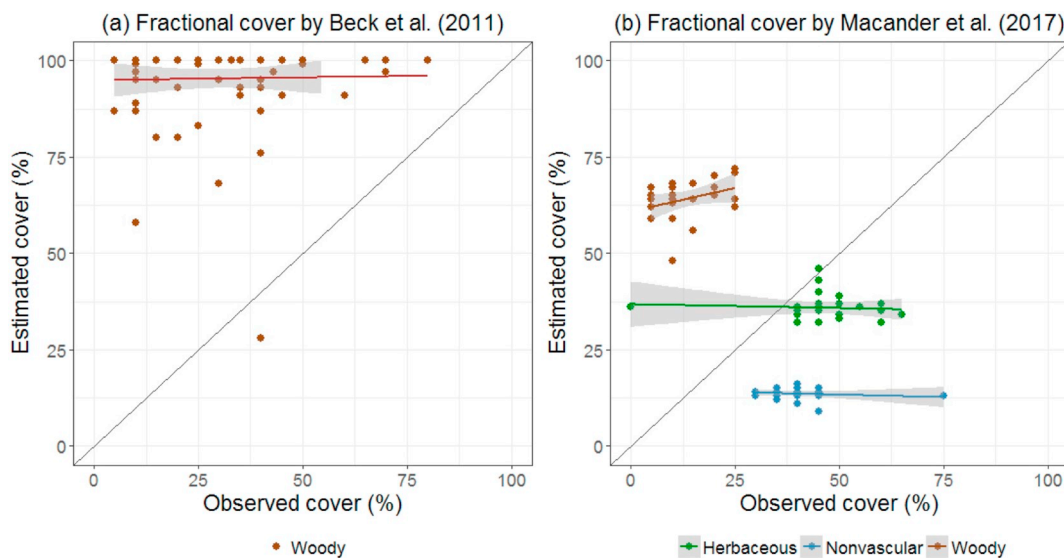 (a) Fractional cover by Beck et al. (2011)
100
75
50
25
0
Estimated cover (%)
0 25 50 75 100
Observed cover (%)
Woody
(b) Fractional cover by Macander et al. (2017)
100
75
50
25
0
Estimated cover (%)
0 25 50 75 100
Observed cover (%)
Herbaceous Nonvascular Woody